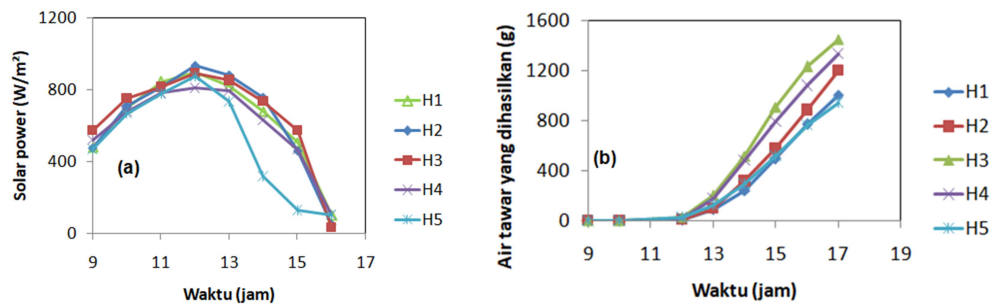 Solar power (W/m²)
1200
800
400
0
9
11
13
15
17
Waktu (jam)
(a)
H1
H2
H3
H4
H5
Air tawar yang dihasilkan (g)
1600
1200
800
400
0
9
11
13
15
17
19
Waktu (jam)
(b)
H1
H2
H3
H4
H5